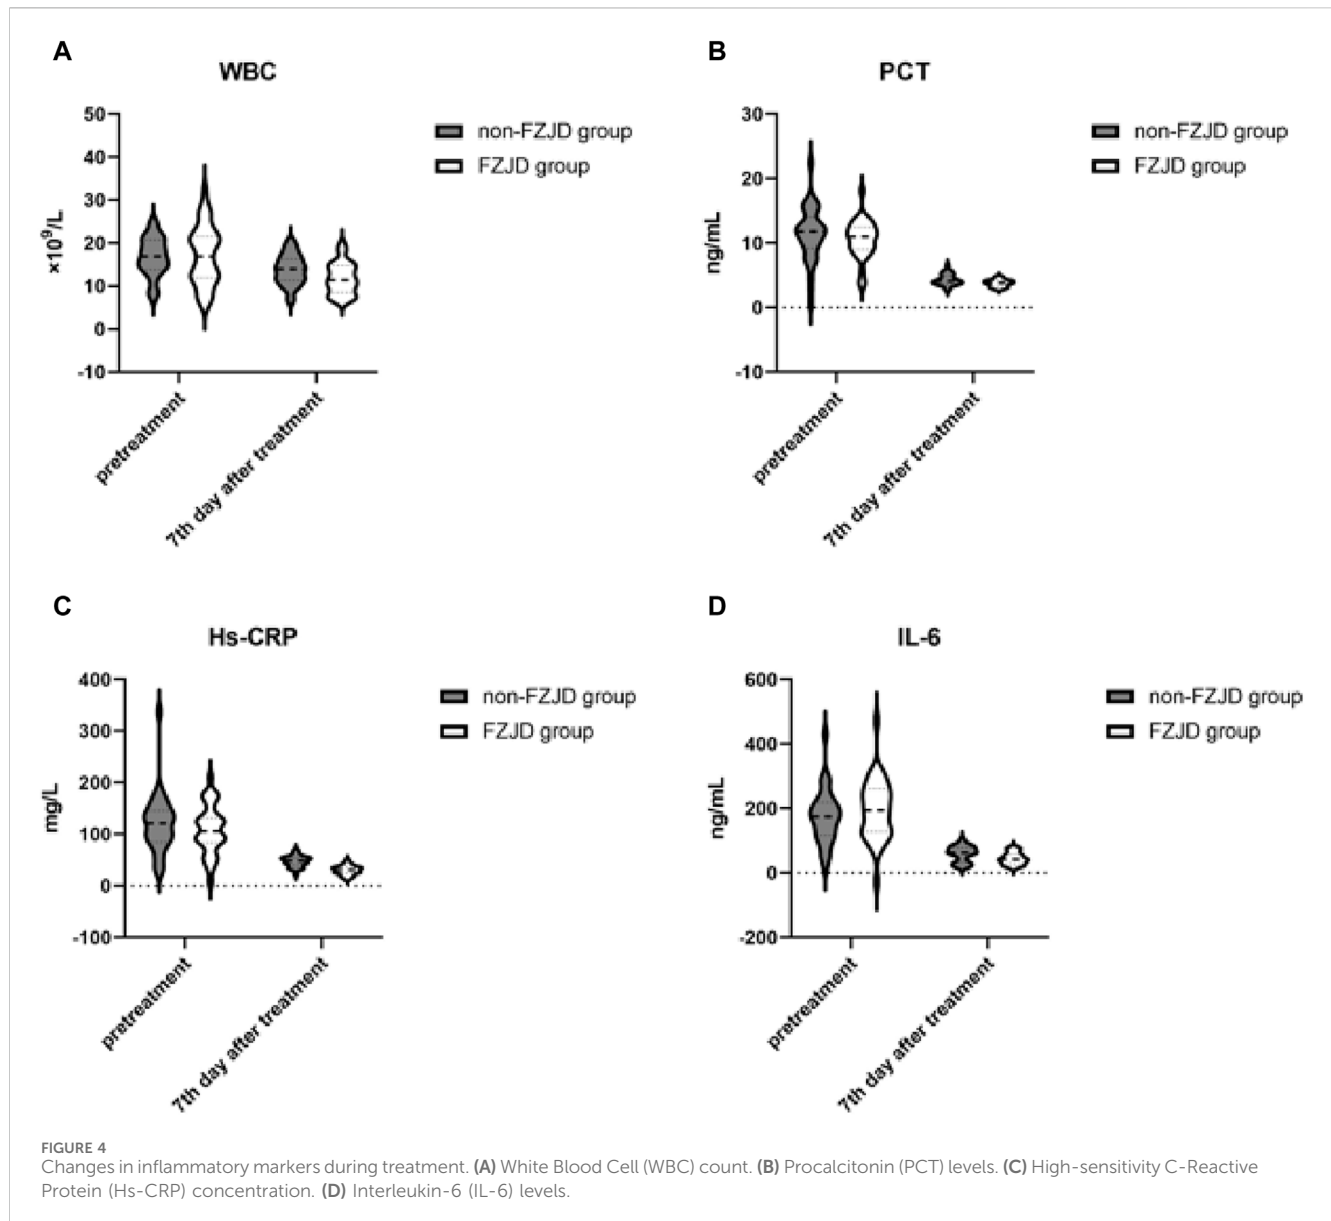 A
WBC
50
40
30
20
10
0
-10
×10⁹/L
non-FZJD group
FZJD group
pretreatment
7th day after treatment
B
PCT
30
20
10
0
-10
ng/mL
non-FZJD group
FZJD group
pretreatment
7th day after treatment
C
Hs-CRP
400
300
200
100
0
-100
mg/L
non-FZJD group
FZJD group
pretreatment
7th day after treatment
D
IL-6
600
400
200
0
-200
ng/mL
non-FZJD group
FZJD group
pretreatment
7th day after treatment
FIGURE 4
Changes in inflammatory markers during treatment. (A) White Blood Cell (WBC) count. (B) Procalcitonin (PCT) levels. (C) High-sensitivity C-Reactive
Protein (Hs-CRP) concentration. (D) Interleukin-6 (IL-6) levels.